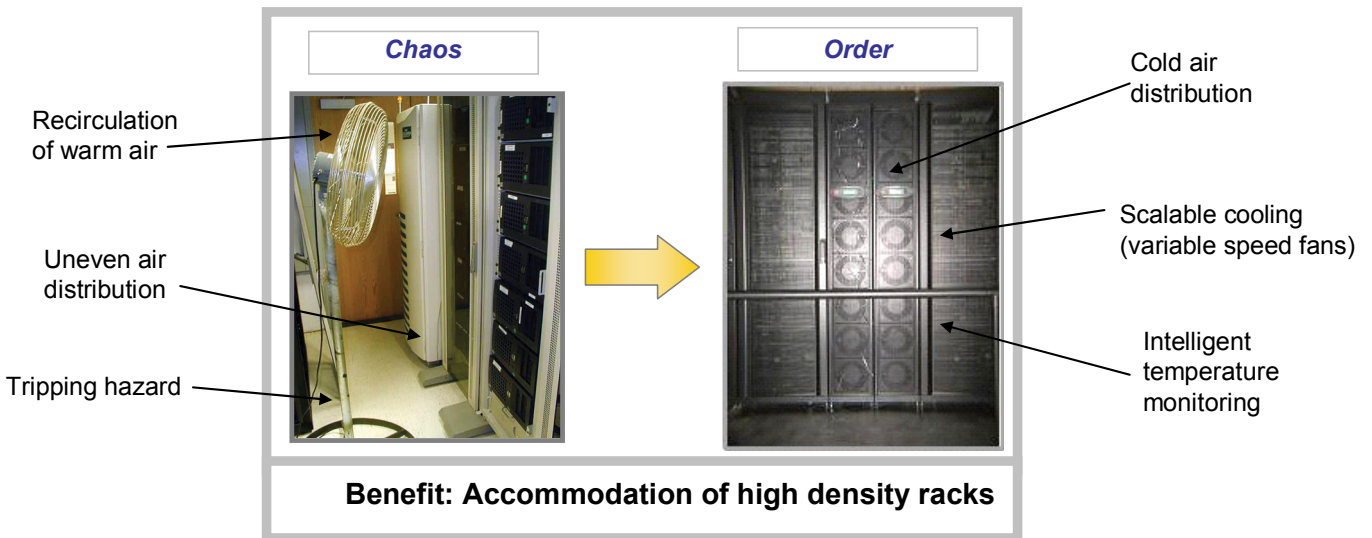 Chaos
Order
Recirculation
of warm air
Uneven air
distribution
Tripping hazard
Cold air
distribution
Scalable cooling
(variable speed fans)
Intelligent
temperature
monitoring
Benefit: Accommodation of high density racks